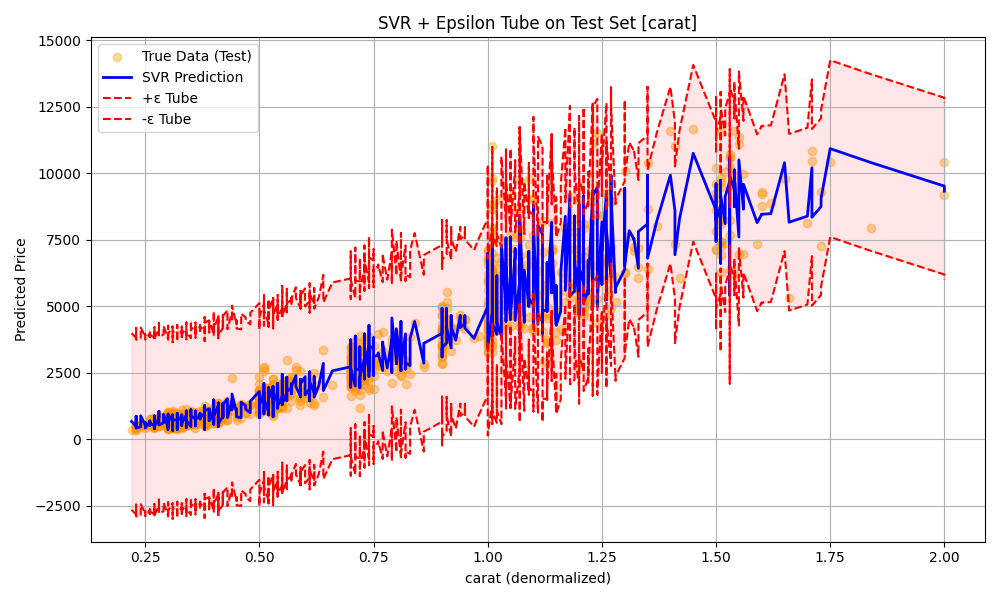 SVR + Epsilon Tube on Test Set [carat]
True Data (Test)
SVR Prediction
+ε Tube
-ε Tube
Predicted Price
15000
12500
10000
7500
5000
2500
0
−2500
0.25 0.50 0.75 1.00 1.25 1.50 1.75 2.00
carat (denormalized)